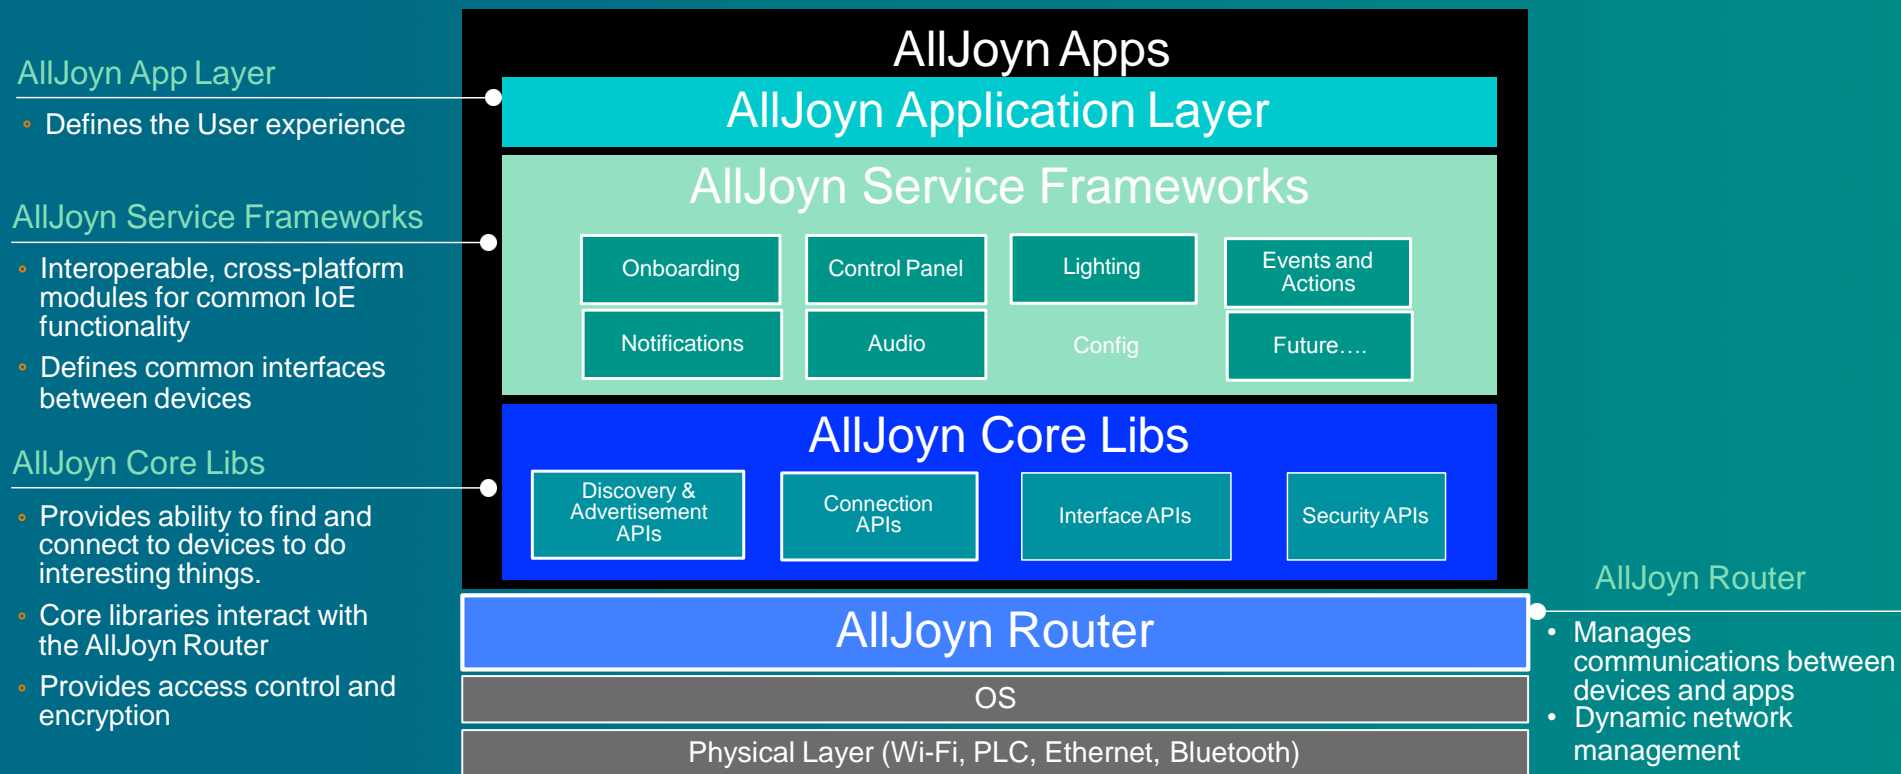 AllJoyn App Layer
Defines the User experience
AllJoyn Service Frameworks
Interoperable, cross-platform
modules for common IoE
functionality
Defines common interfaces
between devices
AllJoyn Core Libs
Provides ability to find and
connect to devices to do
interesting things.
Core libraries interact with
the AllJoyn Router
Provides access control and
encryption
AllJoyn Apps
AllJoyn Application Layer
AllJoyn Service Frameworks
Onboarding
Control Panel
Lighting
Events and
Actions
Notifications
Audio
Config
Future....
AllJoyn Core Libs
Discovery &
Advertisement
APIs
Connection
APIs
Interface APIs
Security APIs
AllJoyn Router
OS
Physical Layer (Wi-Fi, PLC, Ethernet, Bluetooth)
AllJoyn Router
Manages
communications between
devices and apps
Dynamic network
management